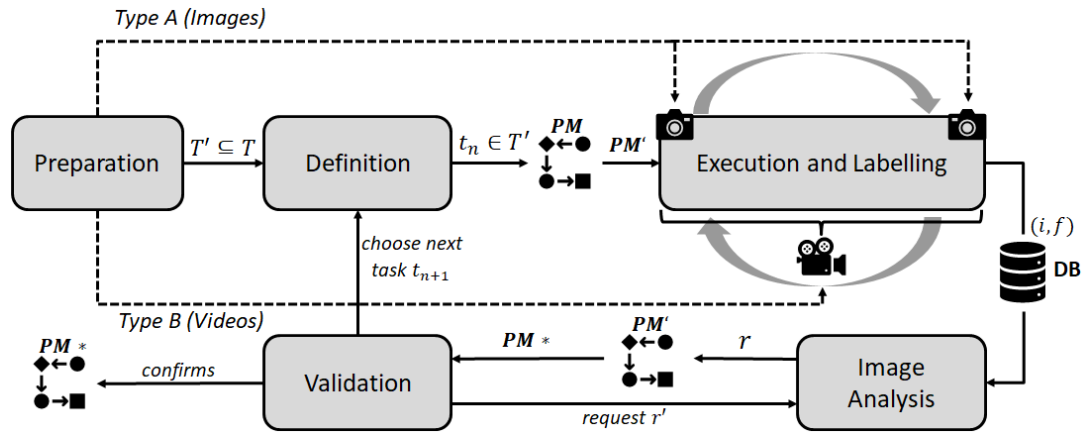 Type A (Images)
Preparation
T′ ⊆ T
Definition
tₙ ∈ T′
PM
PM‘
Execution and Labelling
(i, f)
DB
choose next
task tₙ₊₁
Type B (Videos)
PM *
confirms
Validation
PM *
PM‘
r
request r′
Image
Analysis